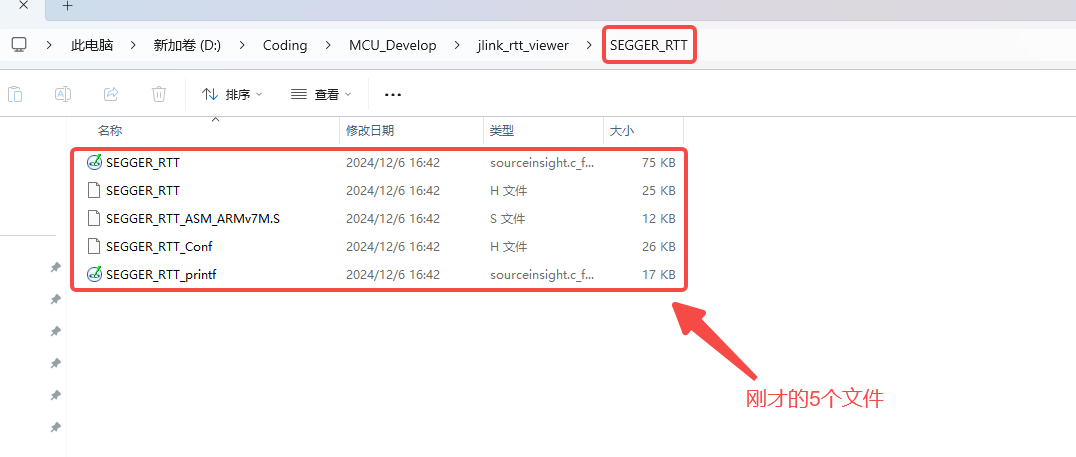 此电脑 > 新加卷 (D:) > Coding > MCU_Develop > jlink_rtt_viewer > SEGGER_RTT
排序 查看
名称 修改日期 类型 大小
SEGGER_RTT 2024/12/6 16:42 sourceinsight.c_f... 75 KB
SEGGER_RTT 2024/12/6 16:42 H 文件 25 KB
SEGGER_RTT_ASM_ARMv7M.S 2024/12/6 16:42 S 文件 12 KB
SEGGER_RTT_Conf 2024/12/6 16:42 H 文件 26 KB
SEGGER_RTT_printf 2024/12/6 16:42 sourceinsight.c_f... 17 KB
刚才的5个文件